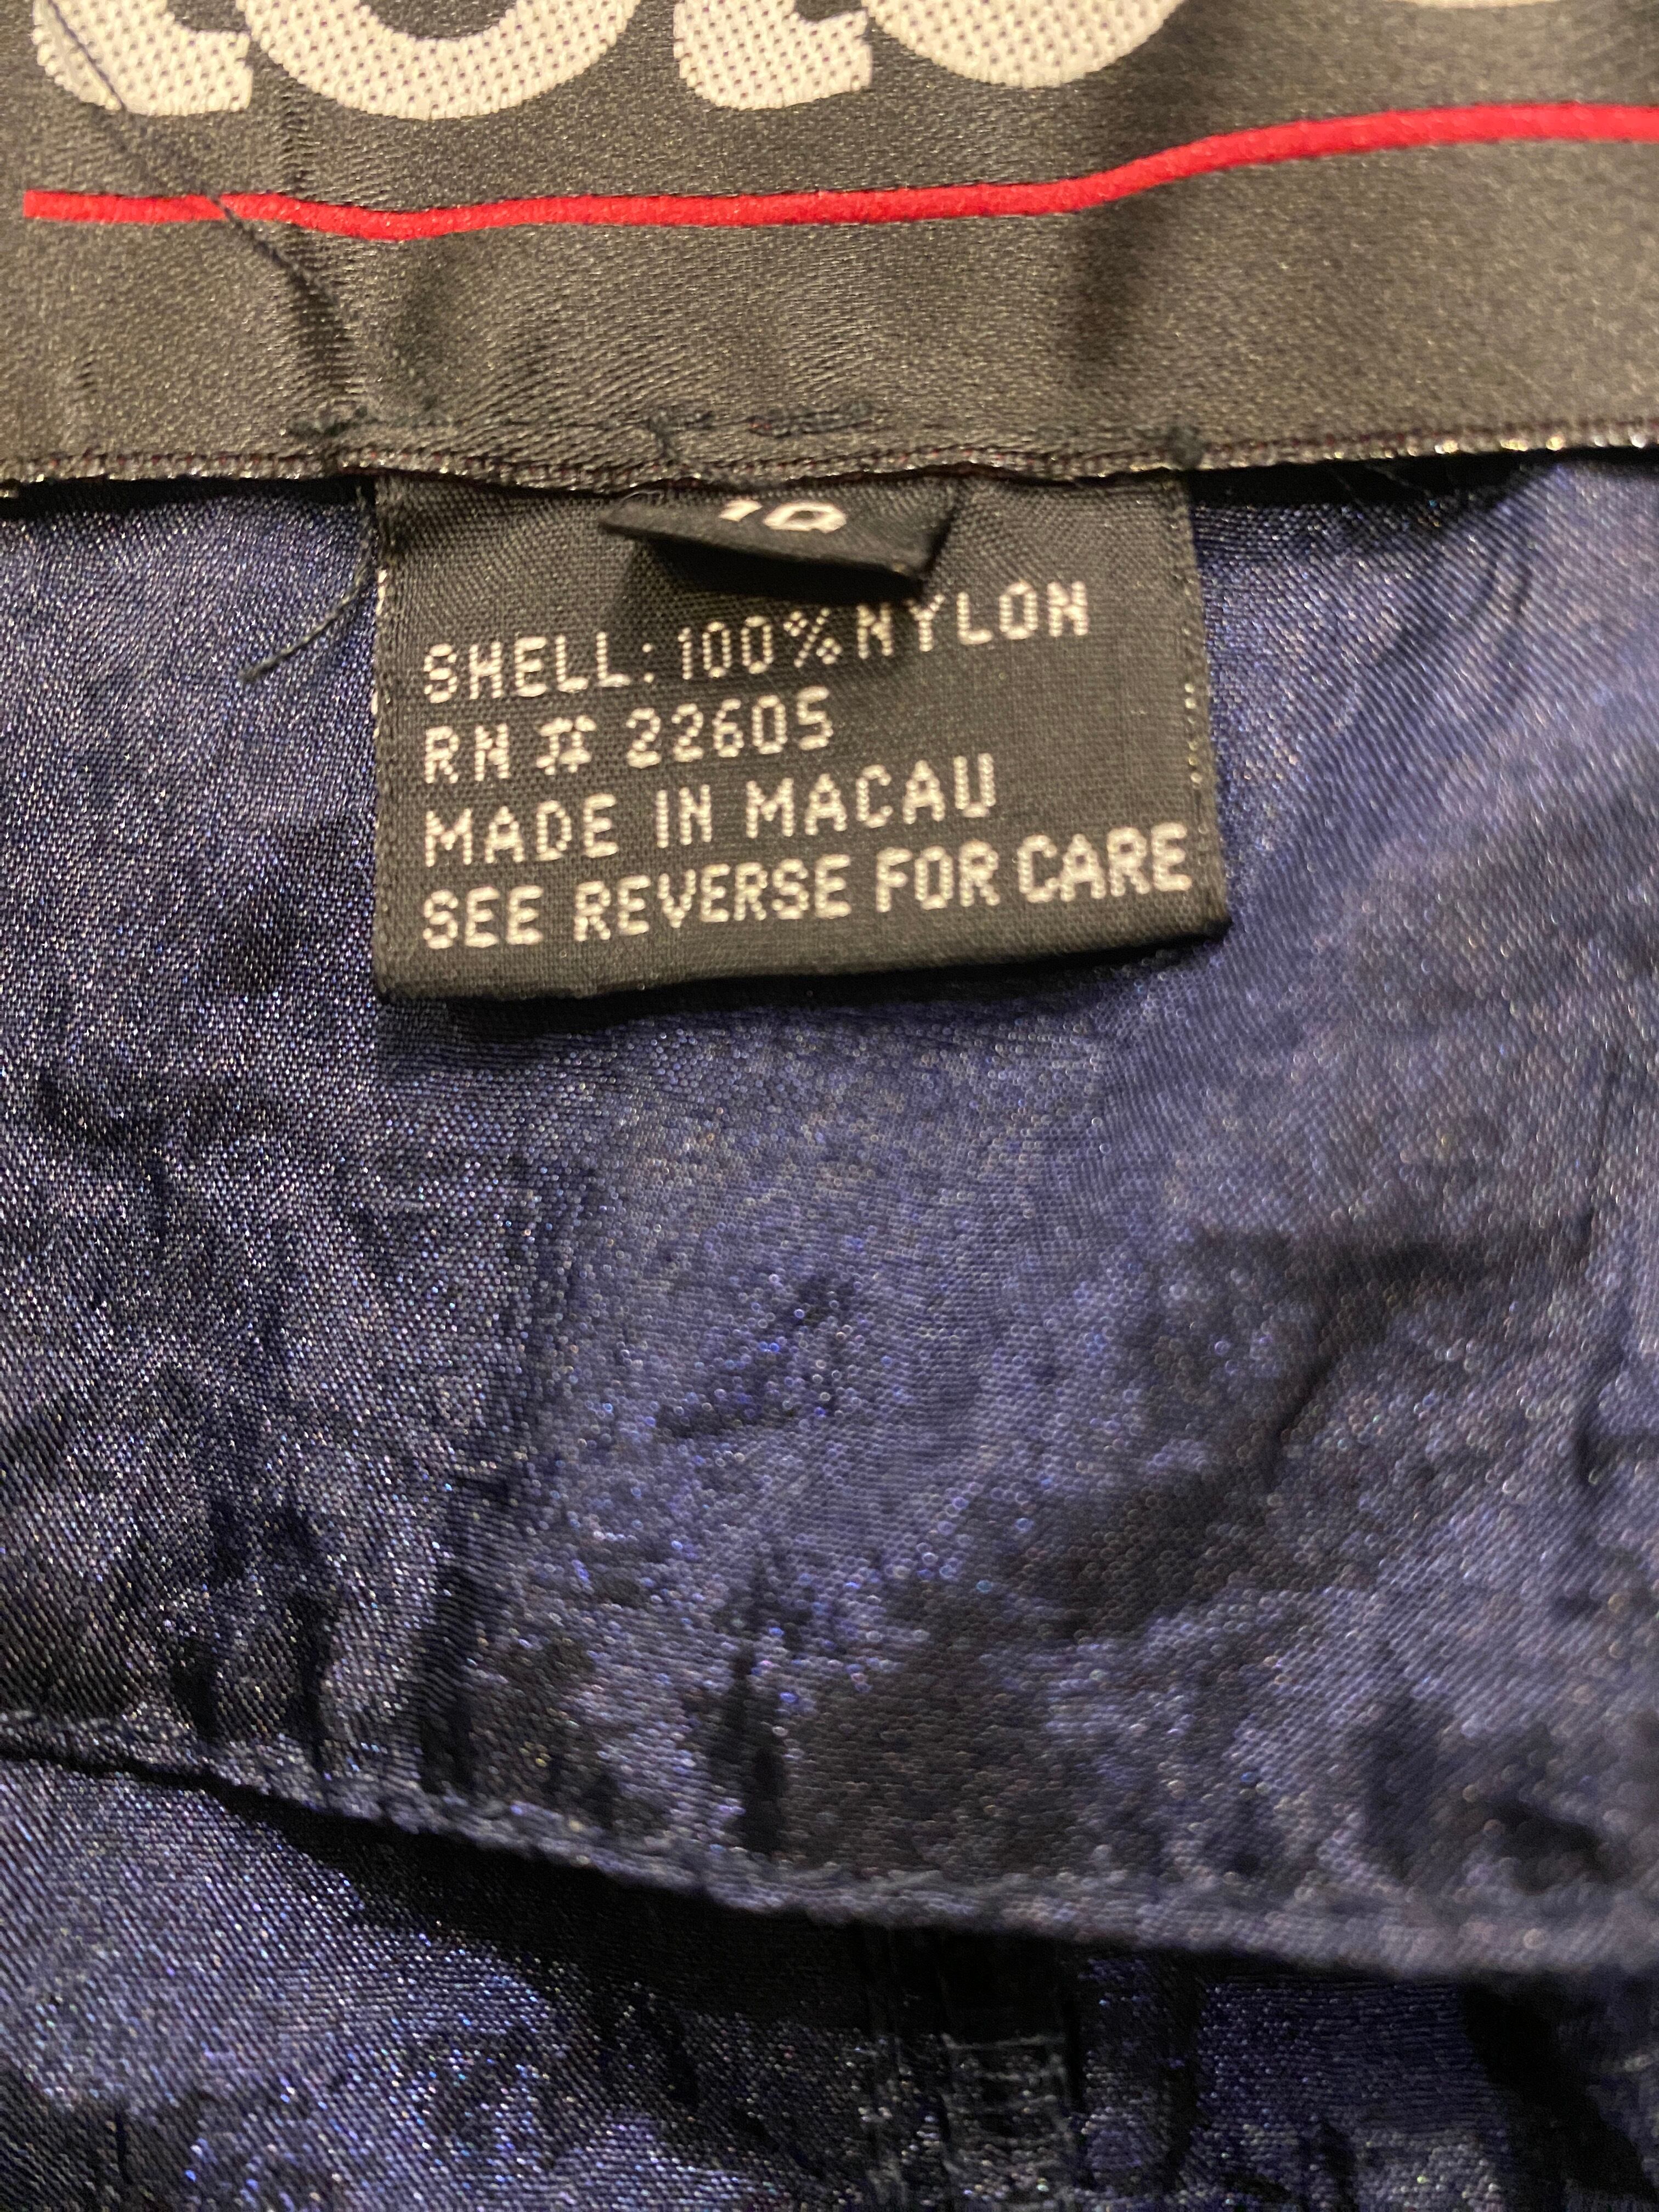 10
SHELL: 100% NYLON
RN # 22605
MADE IN MACAU
SEE REVERSE FOR CARE